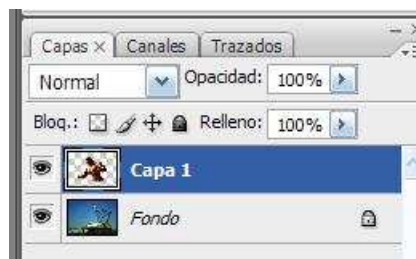 Capas Canales Trazados
Normal Opacidad: 100%
Bloq.: Relleno: 100%
Capa 1
Fondo